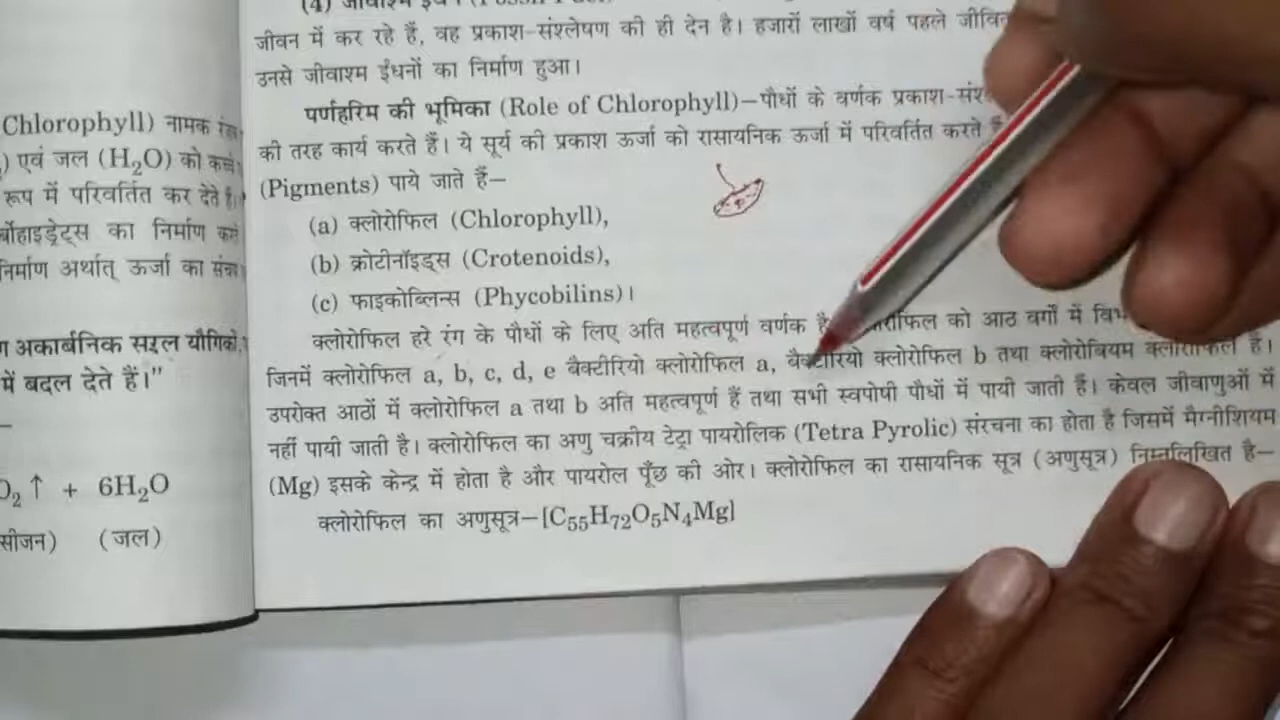 Chlorophyll) नामक
) एवं जल (H₂O) को
रूप में परिवर्तित कर देते हैं।
र्बोहाइड्रेट्स का निर्माण
निर्माण अर्थात् ऊर्जा का
अकार्बनिक सरल यौगिकों
में बदल देते हैं।”
O₂ ↑ + 6H₂O
सीजन) (जल)
(4)
जीवन में कर रहे हैं, वह प्रकाश-संश्लेषण की ही देन है। हजारों लाखों वर्ष पहले
उनसे जीवाश्म ईंधनों का निर्माण हुआ।
पर्णहरिम की भूमिका (Role of Chlorophyll)–पौधों के वर्णक
की तरह कार्य करते हैं। ये सूर्य की प्रकाश ऊर्जा को रासायनिक ऊर्जा में परिवर्तित करते
(Pigments) पाये जाते हैं–
(a) क्लोरोफिल (Chlorophyll),
(b) क्रोटीनॉइड्स (Crotenoids),
(c) फाइकोब्लिन्स (Phycobilins)।
क्लोरोफिल हरे रंग के पौधों के लिए अति महत्वपूर्ण वर्णक को आठ वर्गों में
जिनमें क्लोरोफिल a, b, c, d, e बैक्टीरियो क्लोरोफिल a, बैक्टीरियो क्लोरोफिल b तथा क्लोरोबियम क्लोरोफिल हैं।
उपरोक्त आठों में क्लोरोफिल a तथा b अति महत्वपूर्ण हैं तथा सभी स्वपोषी पौधों में पायी जाती हैं। केवल जीवाणुओं में
नहीं पायी जाती है। क्लोरोफिल का अणु चक्रीय टेट्रा पायरोलिक (Tetra Pyrolic) संरचना का होता है जिसमें मैग्नीशियम
(Mg) इसके केन्द्र में होता है और पायरोल पूँछ की ओर। क्लोरोफिल का रासायनिक सूत्र (अणुसूत्र) निम्नलिखित है–
क्लोरोफिल का अणुसूत्र–[C₅₅H₇₂O₅N₄Mg]